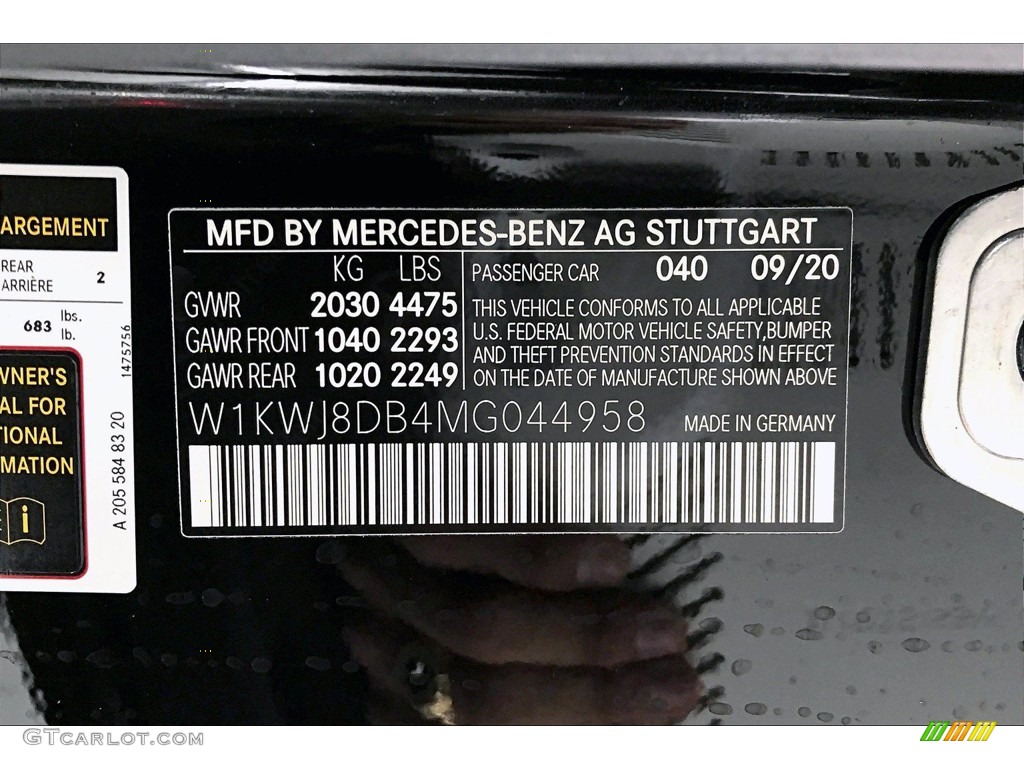 ARGEMENT
REAR
ARRIÈRE
2
683 lbs.
lb.
1475756
WNER'S
AL FOR
TIONAL
MATION
i
A 205 584 83 20
MFD BY MERCEDES-BENZ AG STUTTGART
KG LBS
GVWR 2030 4475
GAWR FRONT 1040 2293
GAWR REAR 1020 2249
PASSENGER CAR 040 09/20
THIS VEHICLE CONFORMS TO ALL APPLICABLE
U.S. FEDERAL MOTOR VEHICLE SAFETY,BUMPER
AND THEFT PREVENTION STANDARDS IN EFFECT
ON THE DATE OF MANUFACTURE SHOWN ABOVE
W1KWJ8DB4MG044958
MADE IN GERMANY
GTCARLOT.COM